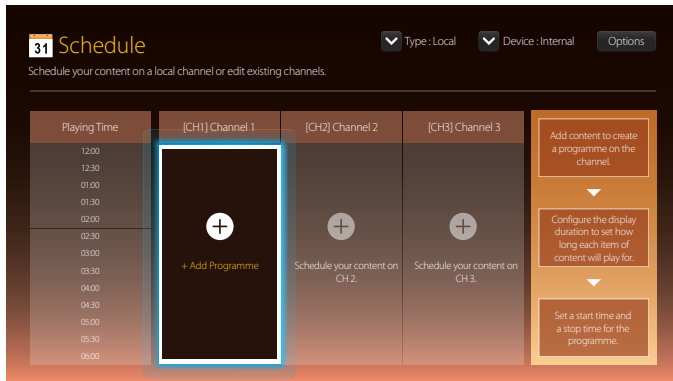 31 Schedule
Type : Local
Device : Internal
Options
Schedule your content on a local channel or edit existing channels.
Playing Time
[CH1] Channel 1
[CH2] Channel 2
[CH3] Channel 3
12:00
12:30
01:00
01:30
02:00
02:30
03:00
03:30
04:00
04:30
05:00
05:30
06:00
+ Add Programme
Schedule your content on
CH 2.
Schedule your content on
CH 3.
Add content to create
a programme on the
channel.
Configure the display
duration to set how
long each item of
content will play for.
Set a start time and
a stop time for the
programme.